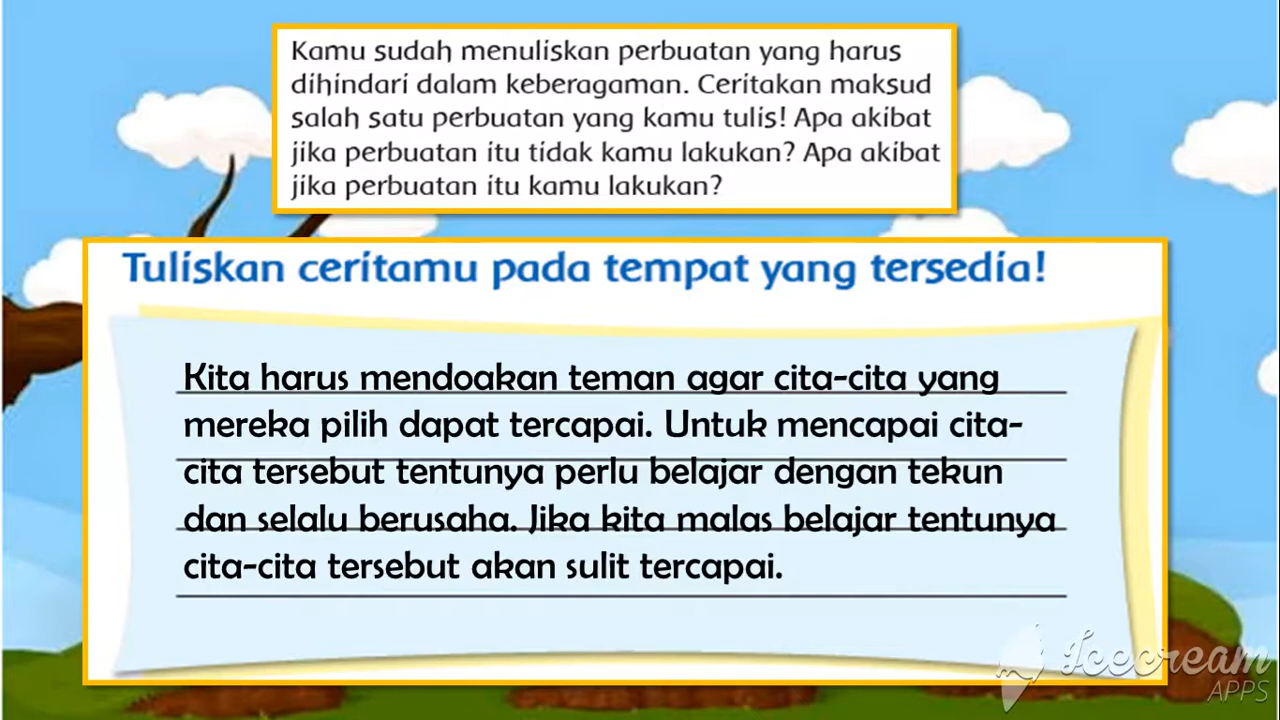 Kamu sudah menuliskan perbuatan yang harus
dihindari dalam keberagaman. Ceritakan maksud
salah satu perbuatan yang kamu tulis! Apa akibat
jika perbuatan itu tidak kamu lakukan? Apa akibat
jika perbuatan itu kamu lakukan?
Tuliskan ceritamu pada tempat yang tersedia!
Kita harus mendoakan teman agar cita-cita yang
mereka pilih dapat tercapai. Untuk mencapai cita-
cita tersebut tentunya perlu belajar dengan tekun
dan selalu berusaha. Jika kita malas belajar tentunya
cita-cita tersebut akan sulit tercapai.
Icecream
APPS